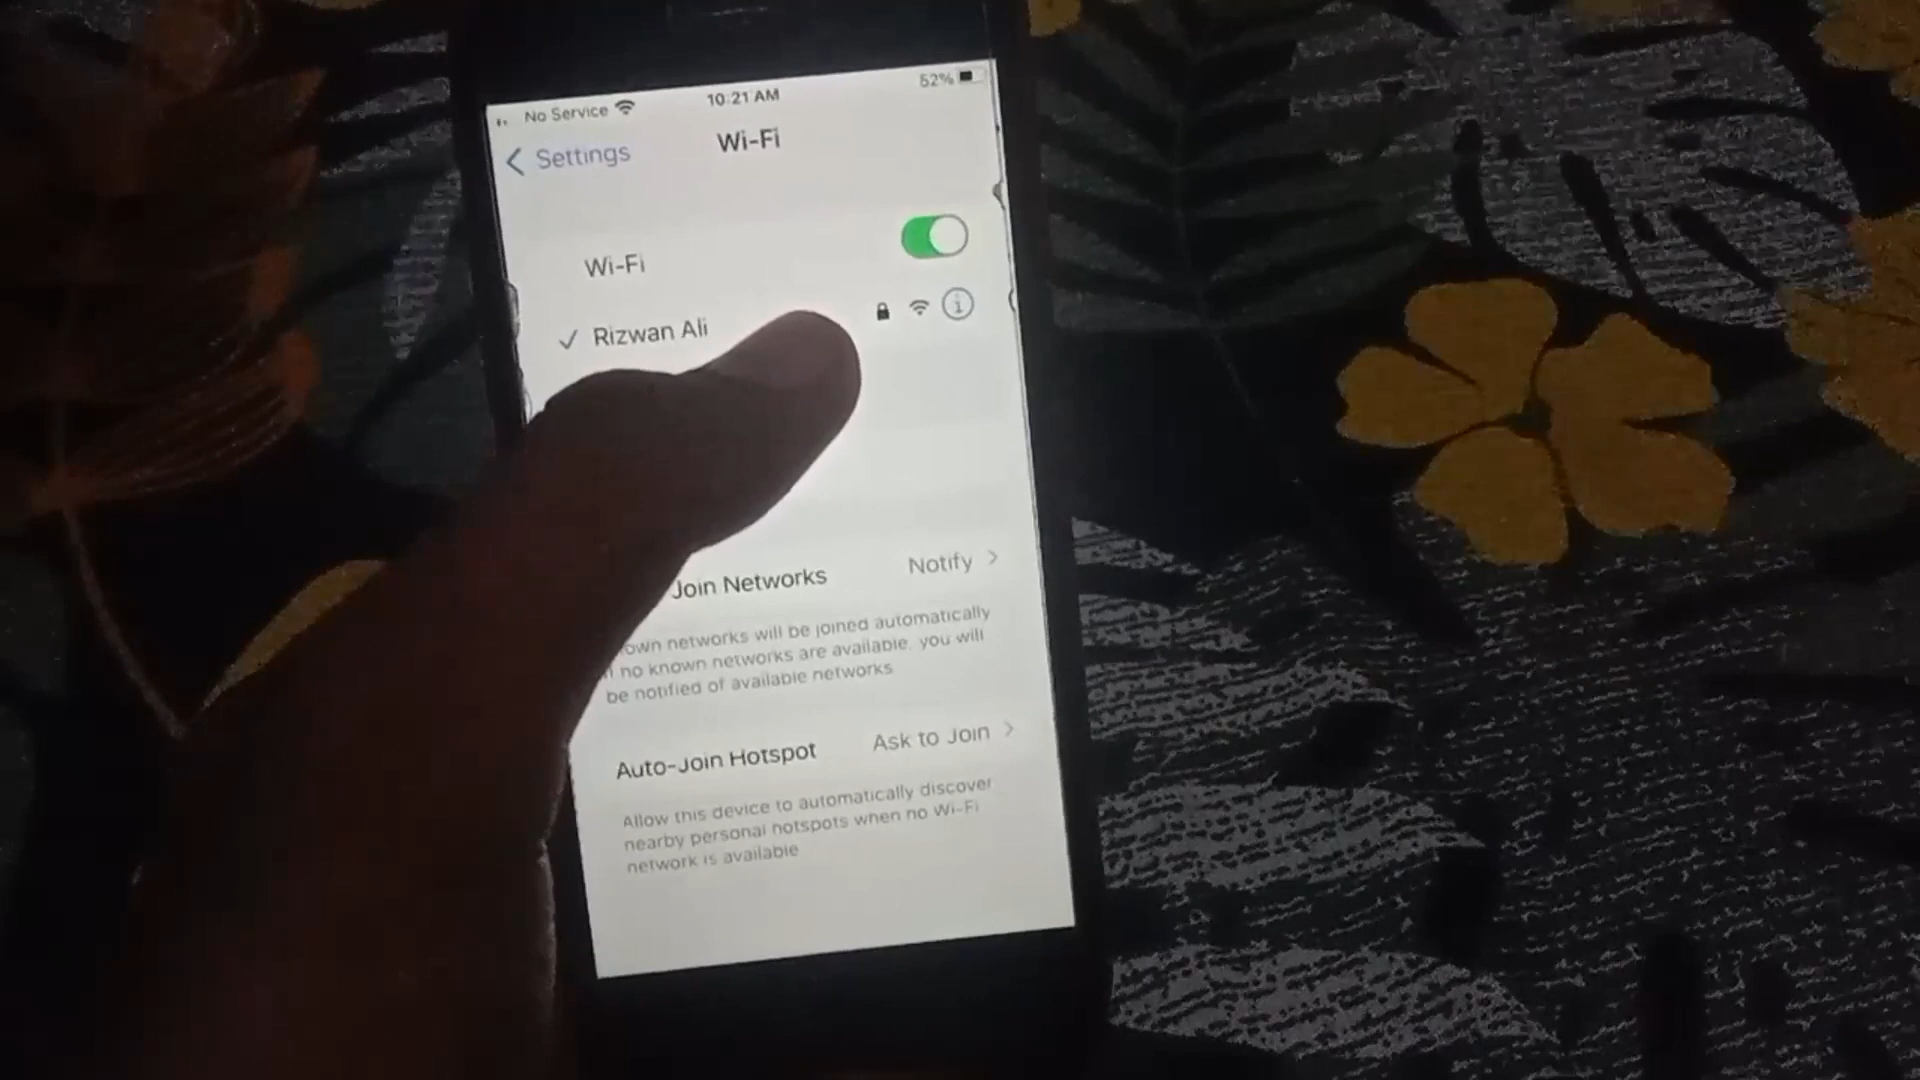 No Service
10:21 AM
52%
Settings
Wi-Fi
Wi-Fi
Rizwan Ali
Join Networks
Notify
own networks will be joined automatically
no known networks are available, you will
be notified of available networks
Auto-Join Hotspot
Ask to Join
Allow this device to automatically discover
nearby personal hotspots when no Wi-Fi
network is available